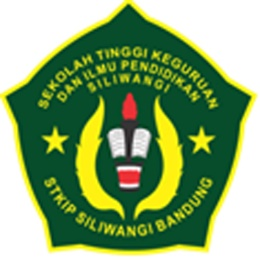 SEKOLAH TINGGI KEGURUAN
DAN ILMU PENDIDIKAN
SILIWANGI
STKIP SILIWANGI BANDUNG